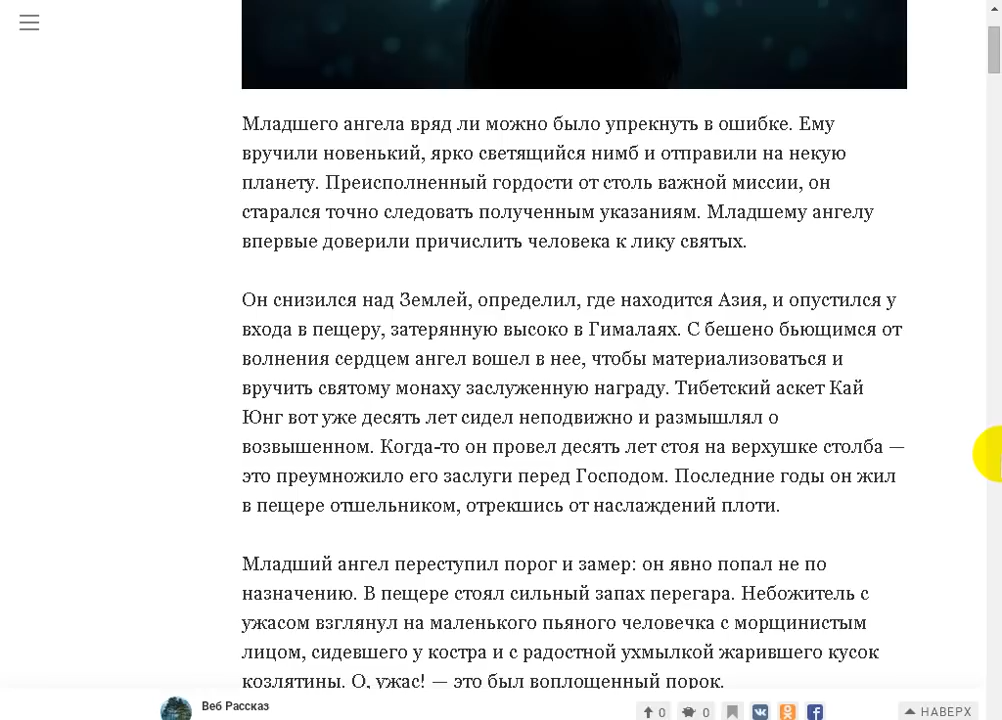 Младшего ангела вряд ли можно было упрекнуть в ошибке. Ему
вручили новенький, ярко светящийся нимб и отправили на некую
планету. Преисполненный гордости от столь важной миссии, он
старался точно следовать полученным указаниям. Младшему ангелу
впервые доверили причислить человека к лику святых.
Он снизился над Землей, определил, где находится Азия, и опустился у
входа в пещеру, затерянную высоко в Гималаях. С бешено бьющимся от
волнения сердцем ангел вошел в нее, чтобы материализоваться и
вручить святому монаху заслуженную награду. Тибетский аскет Кай
Юнг вот уже десять лет сидел неподвижно и размышлял о
возвышенном. Когда-то он провел десять лет стоя на верхушке столба —
это преумножило его заслуги перед Господом. Последние годы он жил
в пещере отшельником, отрекшись от наслаждений плоти.
Младший ангел переступил порог и замер: он явно попал не по
назначению. В пещере стоял сильный запах перегара. Небожитель с
ужасом взглянул на маленького пьяного человечка с морщинистым
лицом, сидевшего у костра и с радостной ухмылкой жарившего кусок
козлятины. О, ужас! — это был воплощенный порок.
Веб Рассказ
0
0
НАВЕРХ